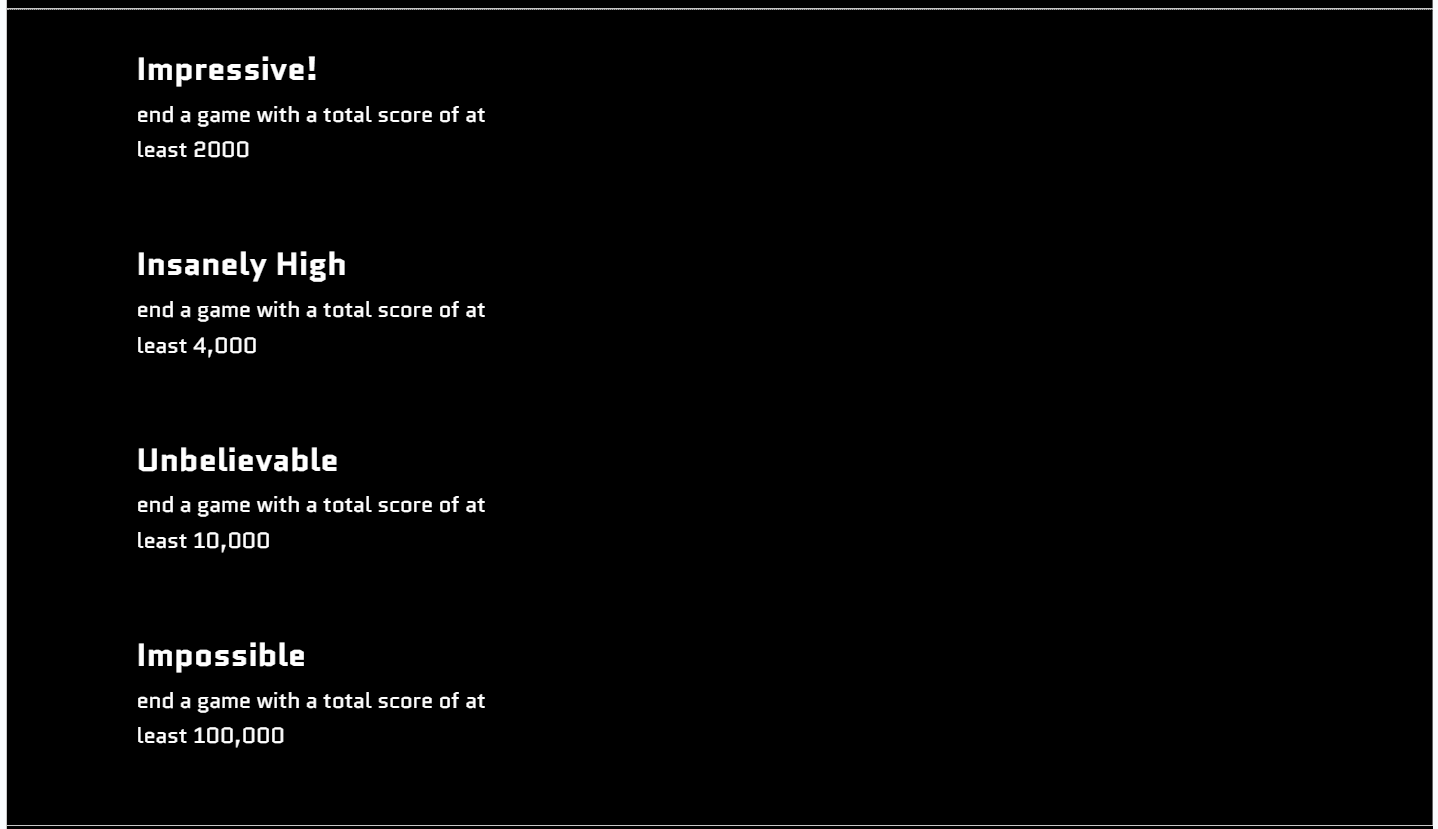 Impressive!
end a game with a total score of at
least 2000
Insanely High
end a game with a total score of at
least 4,000
Unbelievable
end a game with a total score of at
least 10,000
Impossible
end a game with a total score of at
least 100,000